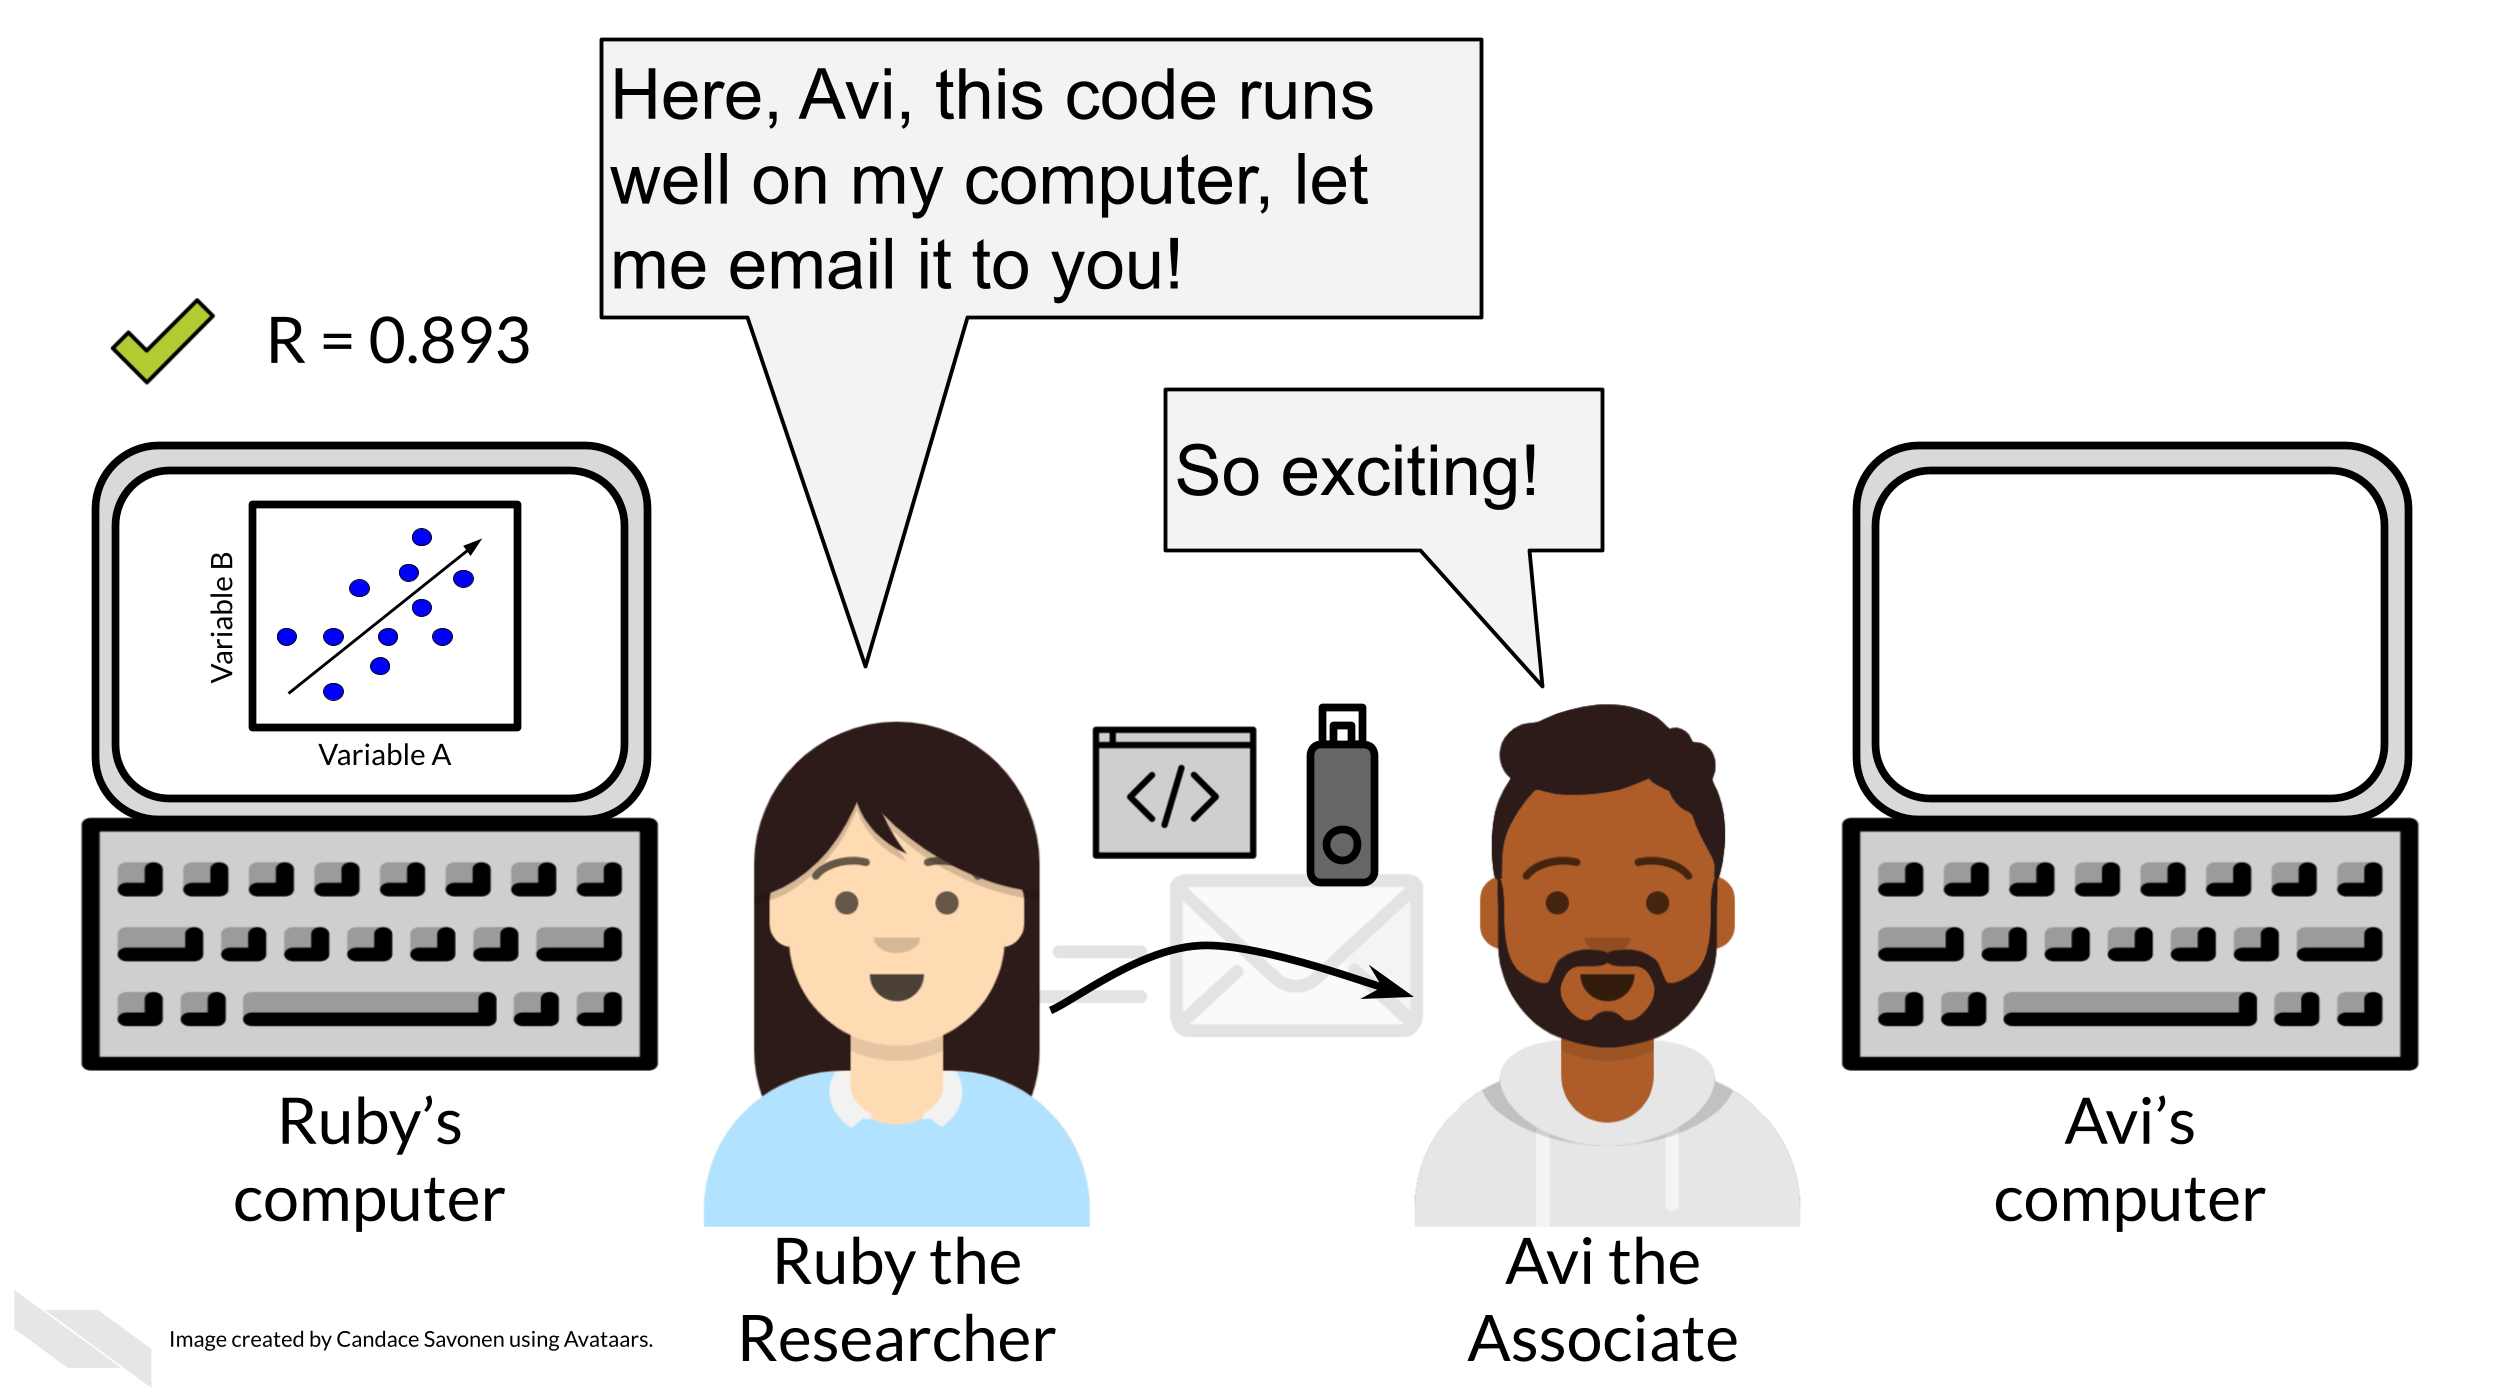 Here, Avi, this code runs
well on my computer, let
me email it to you!
R = 0.893
So exciting!
Variable B
Variable A
</>
Ruby's
computer
Ruby the
Researcher
Avi the
Associate
Avi's
computer
Image created by Candace Savonen using Avataars.